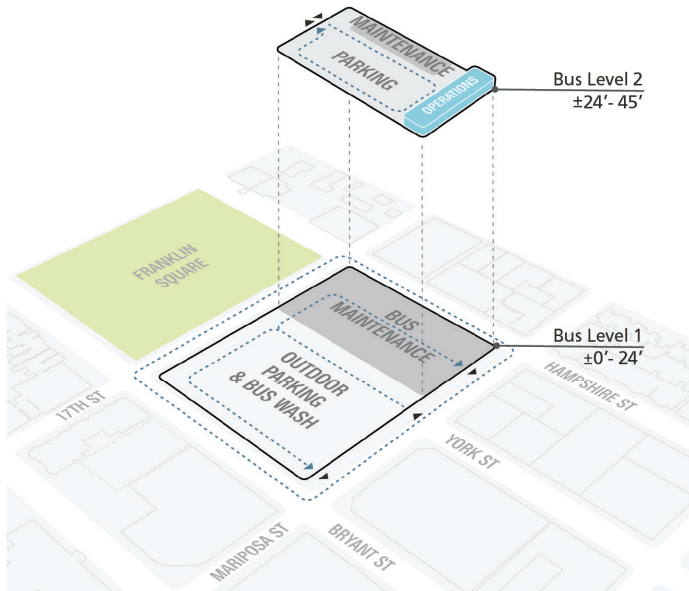 MAINTENANCE
PARKING
OPERATIONS
Bus Level 2
±24’- 45’
FRANKLIN
SQUARE
BUS
MAINTENANCE
Bus Level 1
±0’- 24’
OUTDOOR
PARKING
& BUS WASH
HAMPSHIRE ST
17TH ST
YORK ST
MARIPOSA ST
BRYANT ST